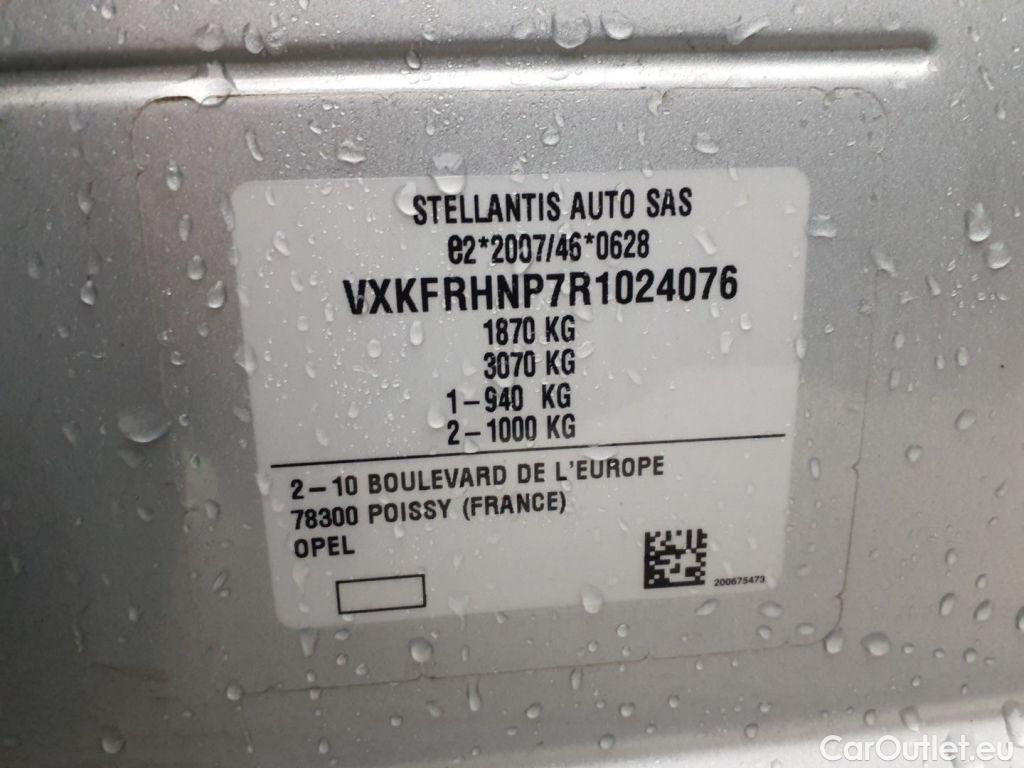 STELLANTIS AUTO SAS
e2*2007/46*0628
VXKFRHNP7R1024076
1870 KG
3070 KG
1-940 KG
2-1000 KG
2-10 BOULEVARD DE L'EUROPE
78300 POISSY (FRANCE)
OPEL
200675473
CarOutlet.eu